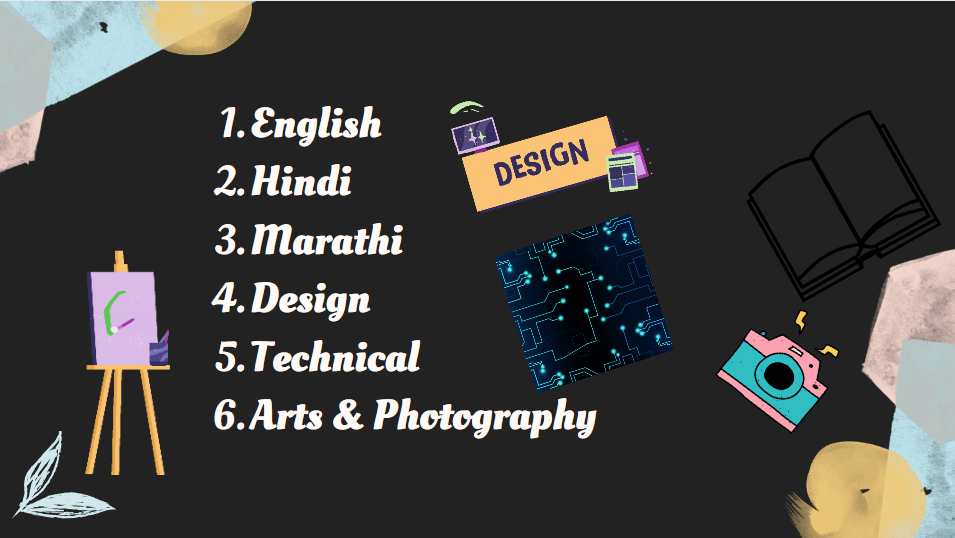 1. English
2. Hindi
3. Marathi
4. Design
5. Technical
6. Arts & Photography
DESIGN